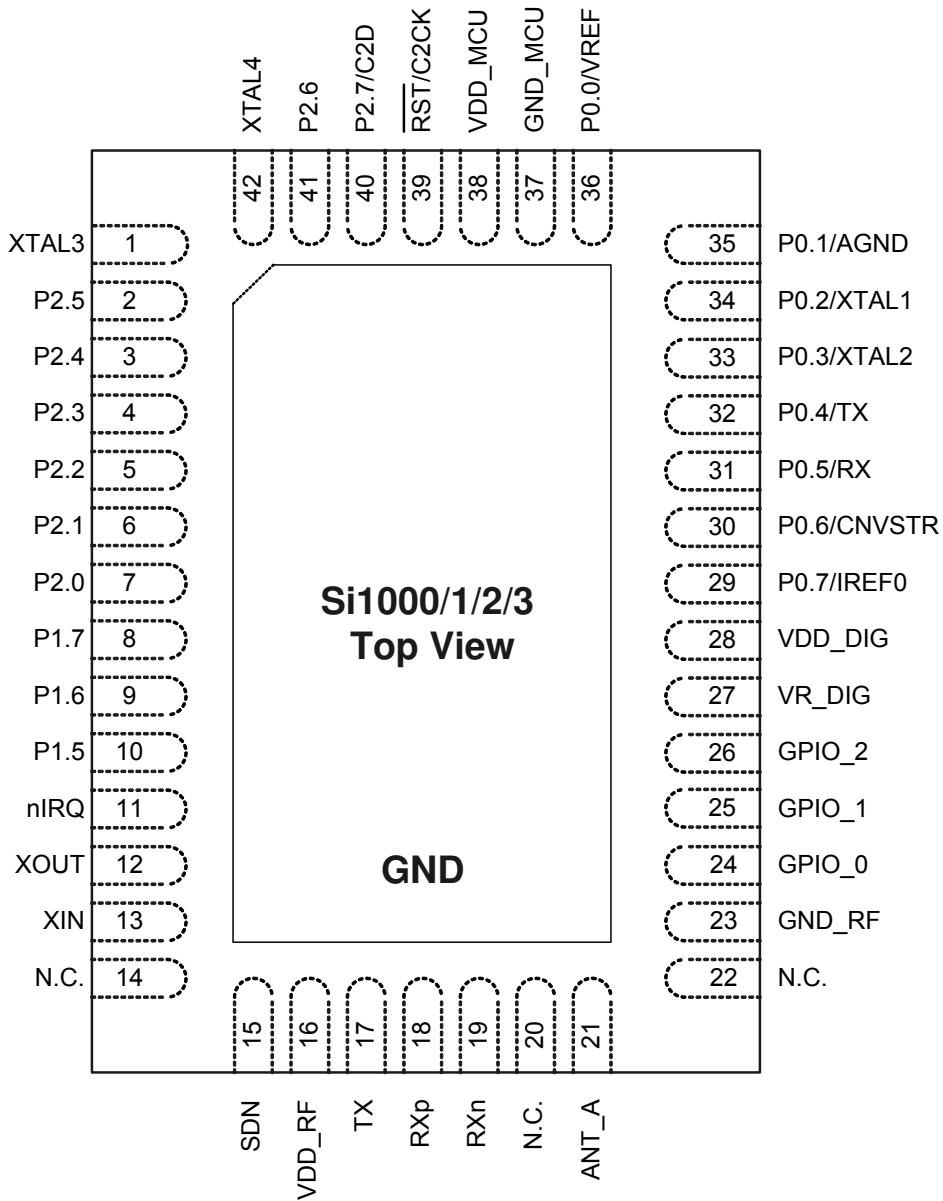 XTAL4
P2.6
P2.7/C2D
RST/C2CK
VDD_MCU
GND_MCU
P0.0/VREF
42
41
40
39
38
37
36
XTAL3 1
P2.5 2
P2.4 3
P2.3 4
P2.2 5
P2.1 6
P2.0 7
P1.7 8
P1.6 9
P1.5 10
nIRQ 11
XOUT 12
XIN 13
N.C. 14
35 P0.1/AGND
34 P0.2/XTAL1
33 P0.3/XTAL2
32 P0.4/TX
31 P0.5/RX
30 P0.6/CNVSTR
29 P0.7/IREF0
28 VDD_DIG
27 VR_DIG
26 GPIO_2
25 GPIO_1
24 GPIO_0
23 GND_RF
22 N.C.
Si1000/1/2/3
Top View
GND
15
16
17
18
19
20
21
SDN
VDD_RF
TX
RXp
RXn
N.C.
ANT_A